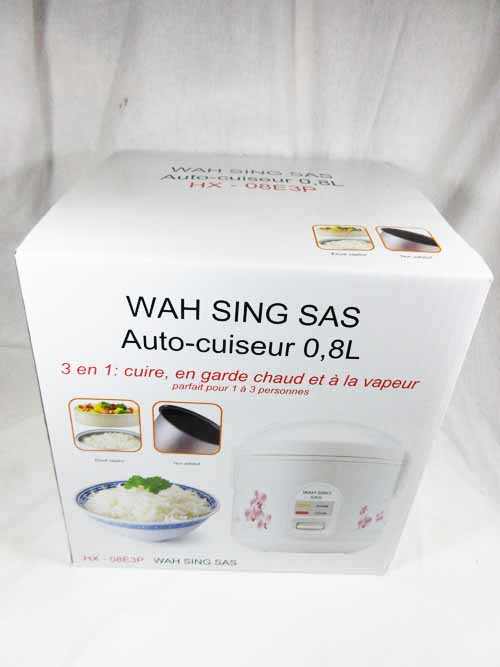 WAH SING SAS
Auto-cuiseur 0,8L
HX - 08E3P
WAH SING SAS
Auto-cuiseur 0,8L
3 en 1: cuire, en garde chaud et à la vapeur
parfait pour 1 à 3 personnes
WAH SING
SAS
HX - 08E3P WAH SING SAS